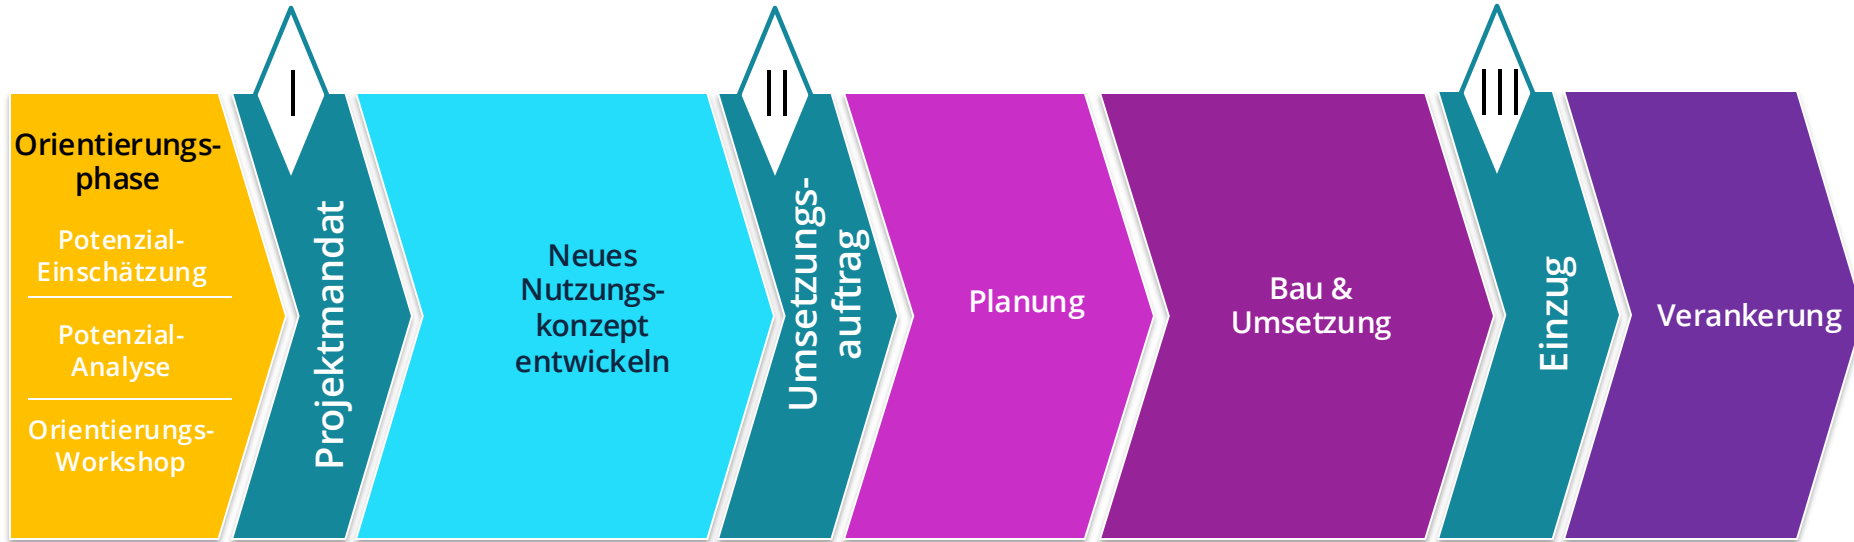 Orientierungs-
phase
Potenzial-
Einschätzung
Potenzial-
Analyse
Orientierungs-
Workshop
I
Projektmandat
Neues
Nutzungs-
konzept
entwickeln
II
Umsetzungs-
auftrag
Planung
Bau &
Umsetzung
III
Einzug
Verankerung